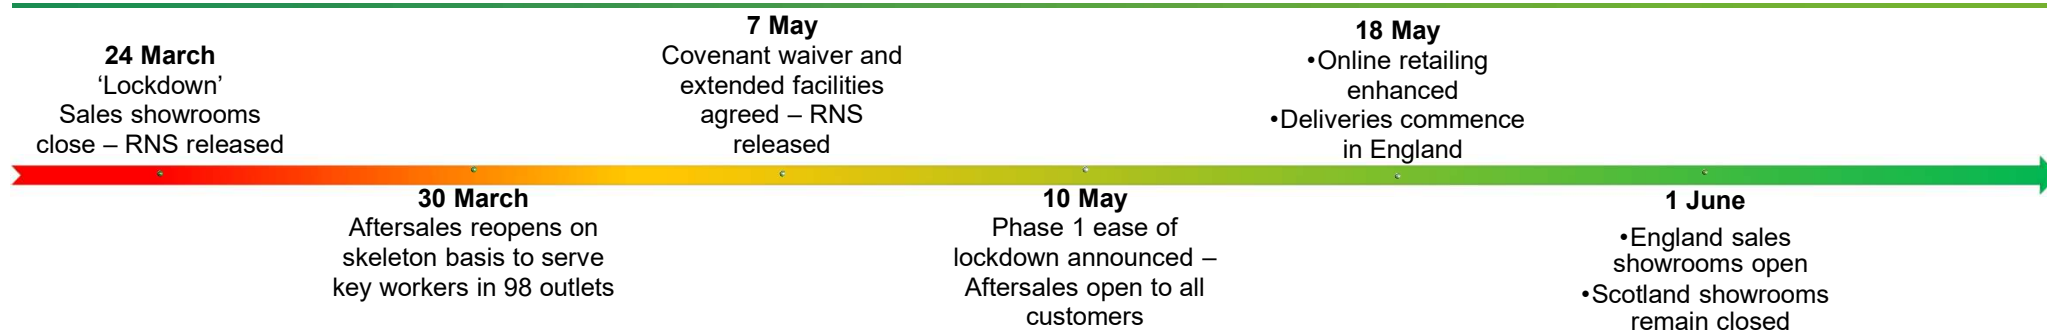 24 March
‘Lockdown’
Sales showrooms
close – RNS released
30 March
Aftersales reopens on
skeleton basis to serve
key workers in 98 outlets
7 May
Covenant waiver and
extended facilities
agreed – RNS
released
10 May
Phase 1 ease of
lockdown announced –
Aftersales open to all
customers
18 May
•Online retailing
enhanced
•Deliveries commence
in England
1 June
•England sales
showrooms open
•Scotland showrooms
remain closed